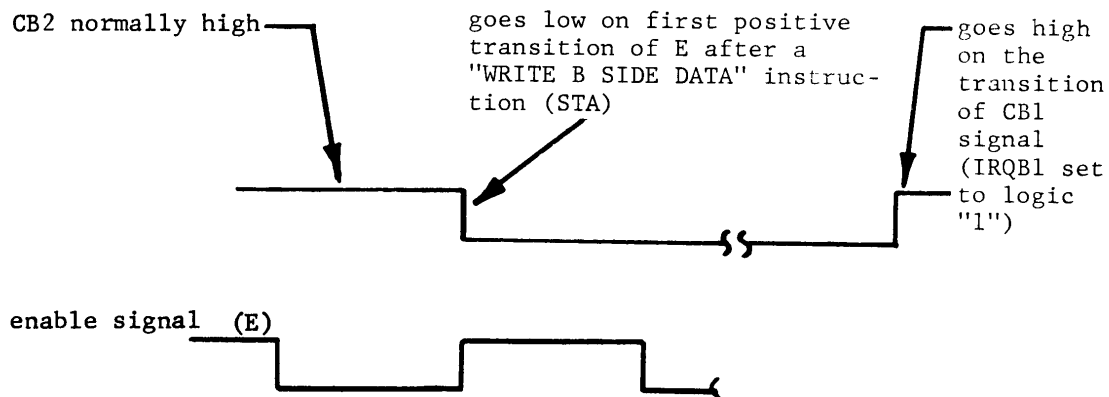 CB2 normally high
goes low on first positive
transition of E after a
"WRITE B SIDE DATA" instruc-
tion (STA)
goes high
on the
transition
of CB1
signal
(IRQB1 set
to logic
"1")
enable signal (E)